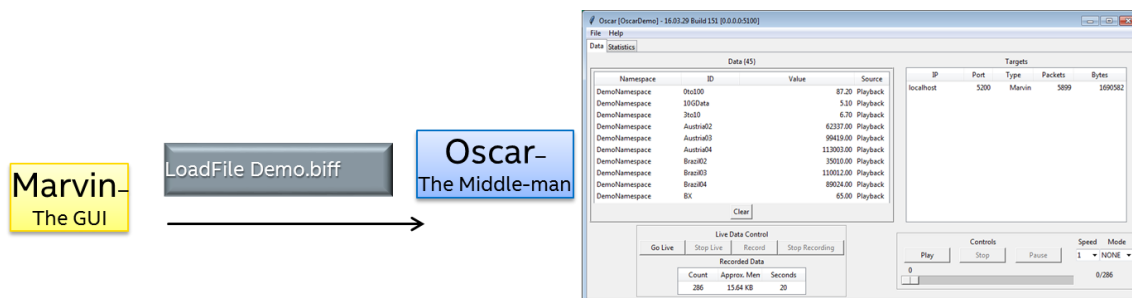 Marvin–
The GUI
LoadFile Demo.biff
Oscar–
The Middle-man
Oscar [OscarDemo] - 16.03.29 Build 151 [0.0.0.0:5100]
File Help
Data Statistics
Data (45)
Namespace ID Value Source
DemoNamespace 0to100 87.20 Playback
DemoNamespace 10GData 5.10 Playback
DemoNamespace 3to10 6.70 Playback
DemoNamespace Austria02 62337.00 Playback
DemoNamespace Austria03 99419.00 Playback
DemoNamespace Austria04 113003.00 Playback
DemoNamespace Brazil02 35010.00 Playback
DemoNamespace Brazil03 110012.00 Playback
DemoNamespace Brazil04 89024.00 Playback
DemoNamespace BX 65.00 Playback
Clear
Targets
IP Port Type Packets Bytes
localhost 5200 Marvin 5899 1690582
Live Data Control
Go Live Stop Live Record Stop Recording
Recorded Data
Count Approx. Mem Seconds
286 15.64 KB 20
Controls Speed Mode
Play Stop Pause 1 NONE
0
0/286